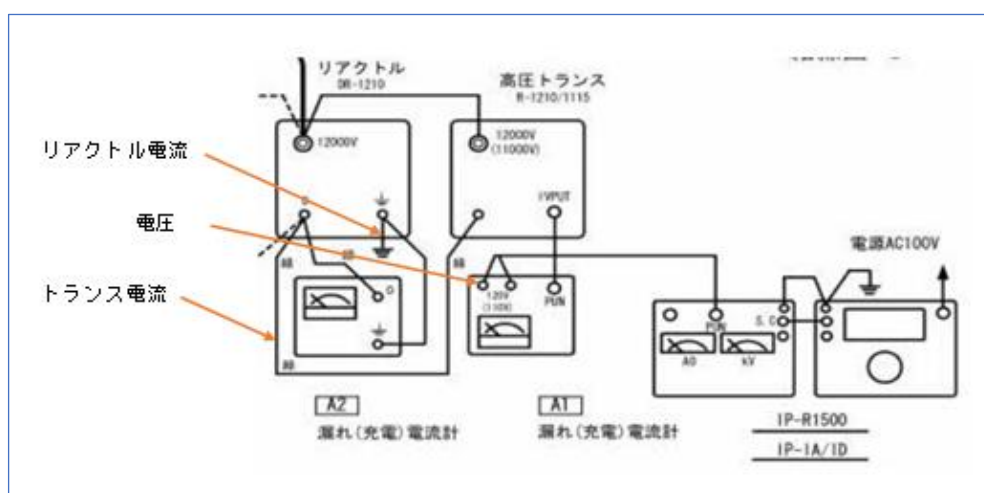 リアクトル
DR-1210
高圧トランス
R-1210/1115
12000V
12000V
(11000V)
リアクトル電流
電圧
トランス電流
電源AC100V
120V
(110V)
PUN
PUN
S.G
AO
kV
A2
A1
漏れ(充電)電流計
漏れ(充電)電流計
IP-R1500
IP-IA/ID